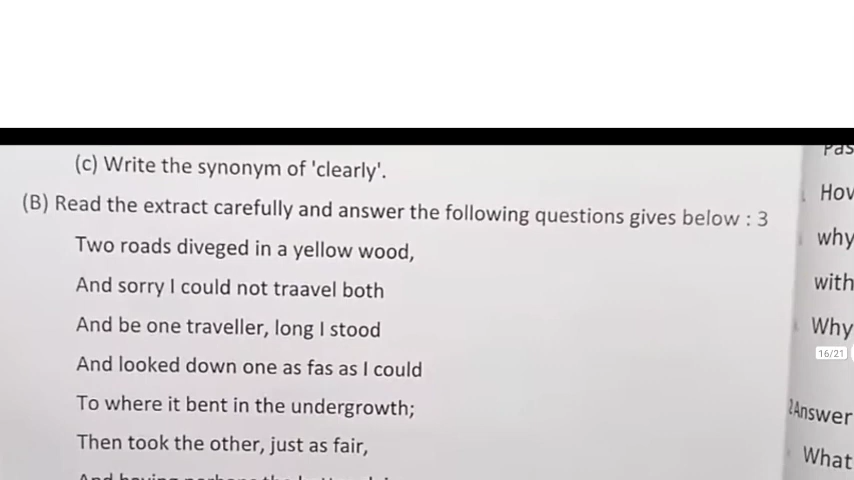 (c) Write the synonym of 'clearly'.
(B) Read the extract carefully and answer the following questions gives below : 3
Two roads diveged in a yellow wood,
And sorry I could not traavel both
And be one traveller, long I stood
And looked down one as fas as I could
To where it bent in the undergrowth;
Then took the other, just as fair,
Pas
How
why
with
Why
16/21
Answer
What